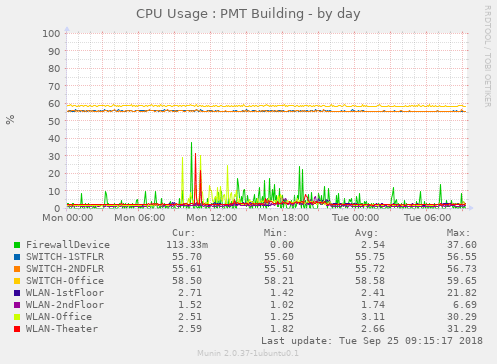 CPU Usage : PMT Building - by day
RRDTOOL / TOBI OETIKER
%
100
90
80
70
60
50
40
30
20
10
0
Mon 00:00 Mon 06:00 Mon 12:00 Mon 18:00 Tue 00:00 Tue 06:00
Cur: Min: Avg: Max:
FirewallDevice 113.33m 0.00 2.54 37.60
SWITCH-1STFLR 55.70 55.60 55.75 56.55
SWITCH-2NDFLR 55.61 55.51 55.72 56.73
SWITCH-Office 58.50 58.21 58.58 59.65
WLAN-1stFloor 2.71 1.42 2.41 21.82
WLAN-2ndFloor 1.52 1.02 1.74 6.69
WLAN-Office 2.51 1.25 3.11 30.29
WLAN-Theater 2.59 1.82 2.66 31.29
Last update: Tue Sep 25 09:15:17 2018
Munin 2.0.37-1ubuntu0.1